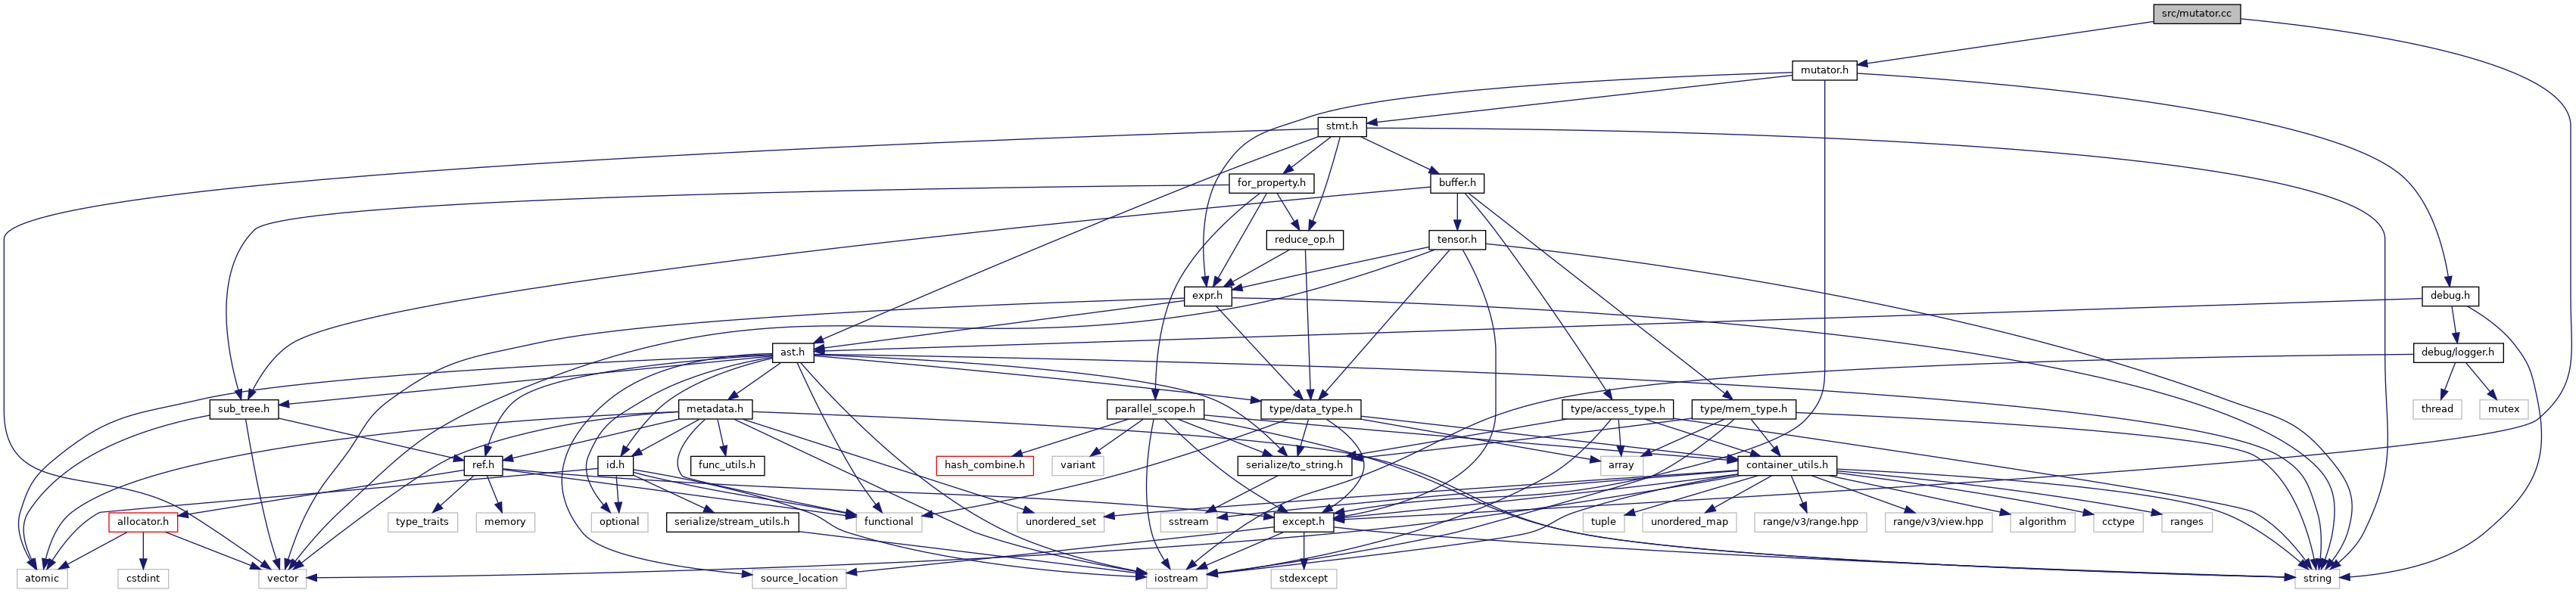 src/mutator.cc
mutator.h
stmt.h
for_property.h
buffer.h
reduce_op.h
tensor.h
expr.h
debug.h
ast.h
debug/logger.h
sub_tree.h
metadata.h
parallel_scope.h
type/data_type.h
type/access_type.h
type/mem_type.h
thread
mutex
ref.h
id.h
func_utils.h
hash_combine.h
variant
serialize/to_string.h
array
container_utils.h
allocator.h
type_traits
memory
optional
serialize/stream_utils.h
functional
unordered_set
sstream
except.h
tuple
unordered_map
range/v3/range.hpp
range/v3/view.hpp
algorithm
cctype
ranges
atomic
cstdint
vector
source_location
iostream
stdexcept
string